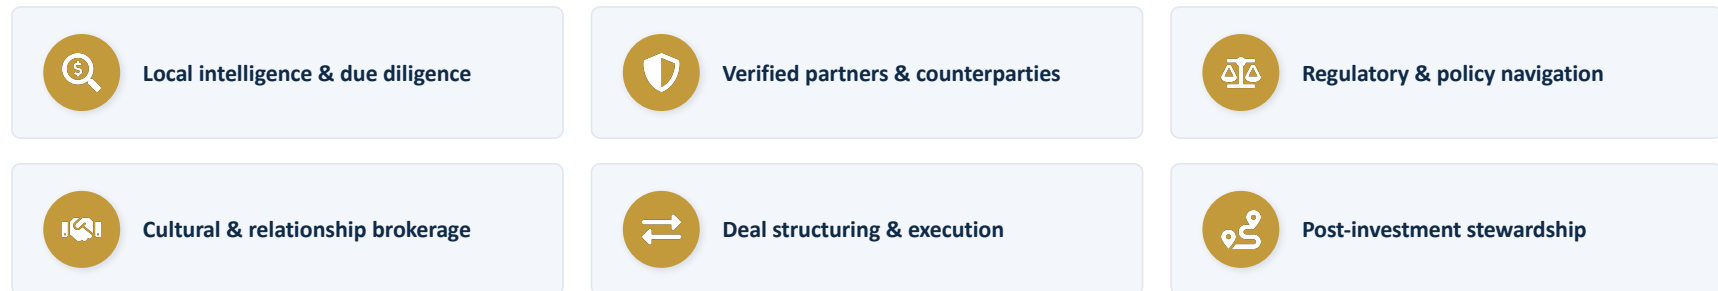 Local intelligence & due diligence
Verified partners & counterparties
Regulatory & policy navigation
Cultural & relationship brokerage
Deal structuring & execution
Post-investment stewardship